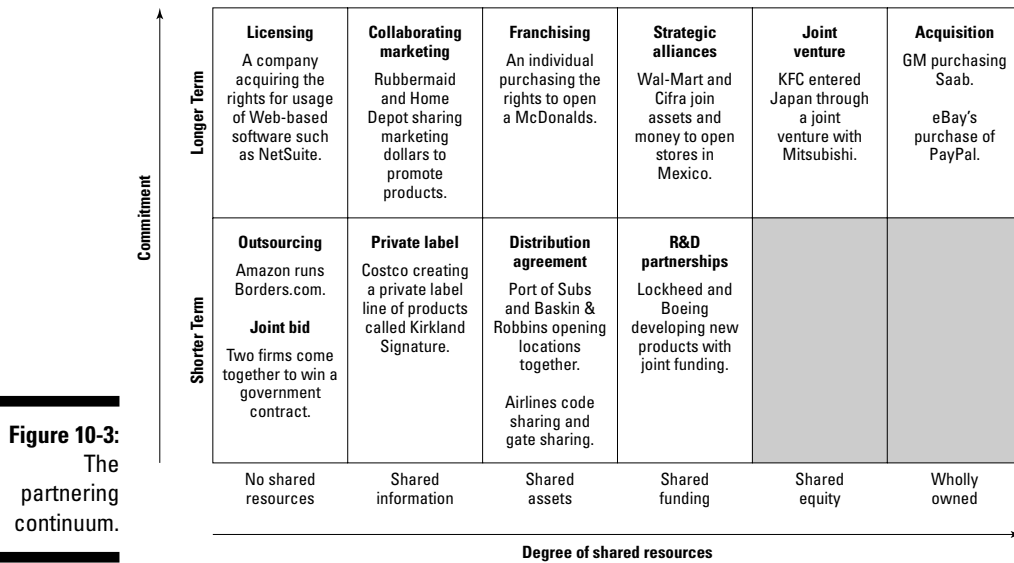 Licensing
A company
acquiring the
rights for usage
of Web-based
software such
as NetSuite.
Collaborating
marketing
Rubbermaid
and Home
Depot sharing
marketing
dollars to
promote
products.
Franchising
An individual
purchasing the
rights to open
a McDonalds.
Strategic
alliances
Wal-Mart and
Cifra join
assets and
money to open
stores in
Mexico.
Joint
venture
KFC entered
Japan through
a joint
venture with
Mitsubishi.
Acquisition
GM purchasing
Saab.
eBay's
purchase of
PayPal.
Longer Term
Commitment
Shorter Term
Outsourcing
Amazon runs
Borders.com.
Joint bid
Two firms come
together to win a
government
contract.
Private label
Costco creating
a private label
line of products
called Kirkland
Signature.
Distribution
agreement
Port of Subs
and Baskin &
Robbins opening
locations
together.
Airlines code
sharing and
gate sharing.
R&D
partnerships
Lockheed and
Boeing
developing new
products with
joint funding.
No shared
resources
Shared
information
Shared
assets
Shared
funding
Shared
equity
Wholly
owned
Degree of shared resources
Figure 10-3:
The
partnering
continuum.